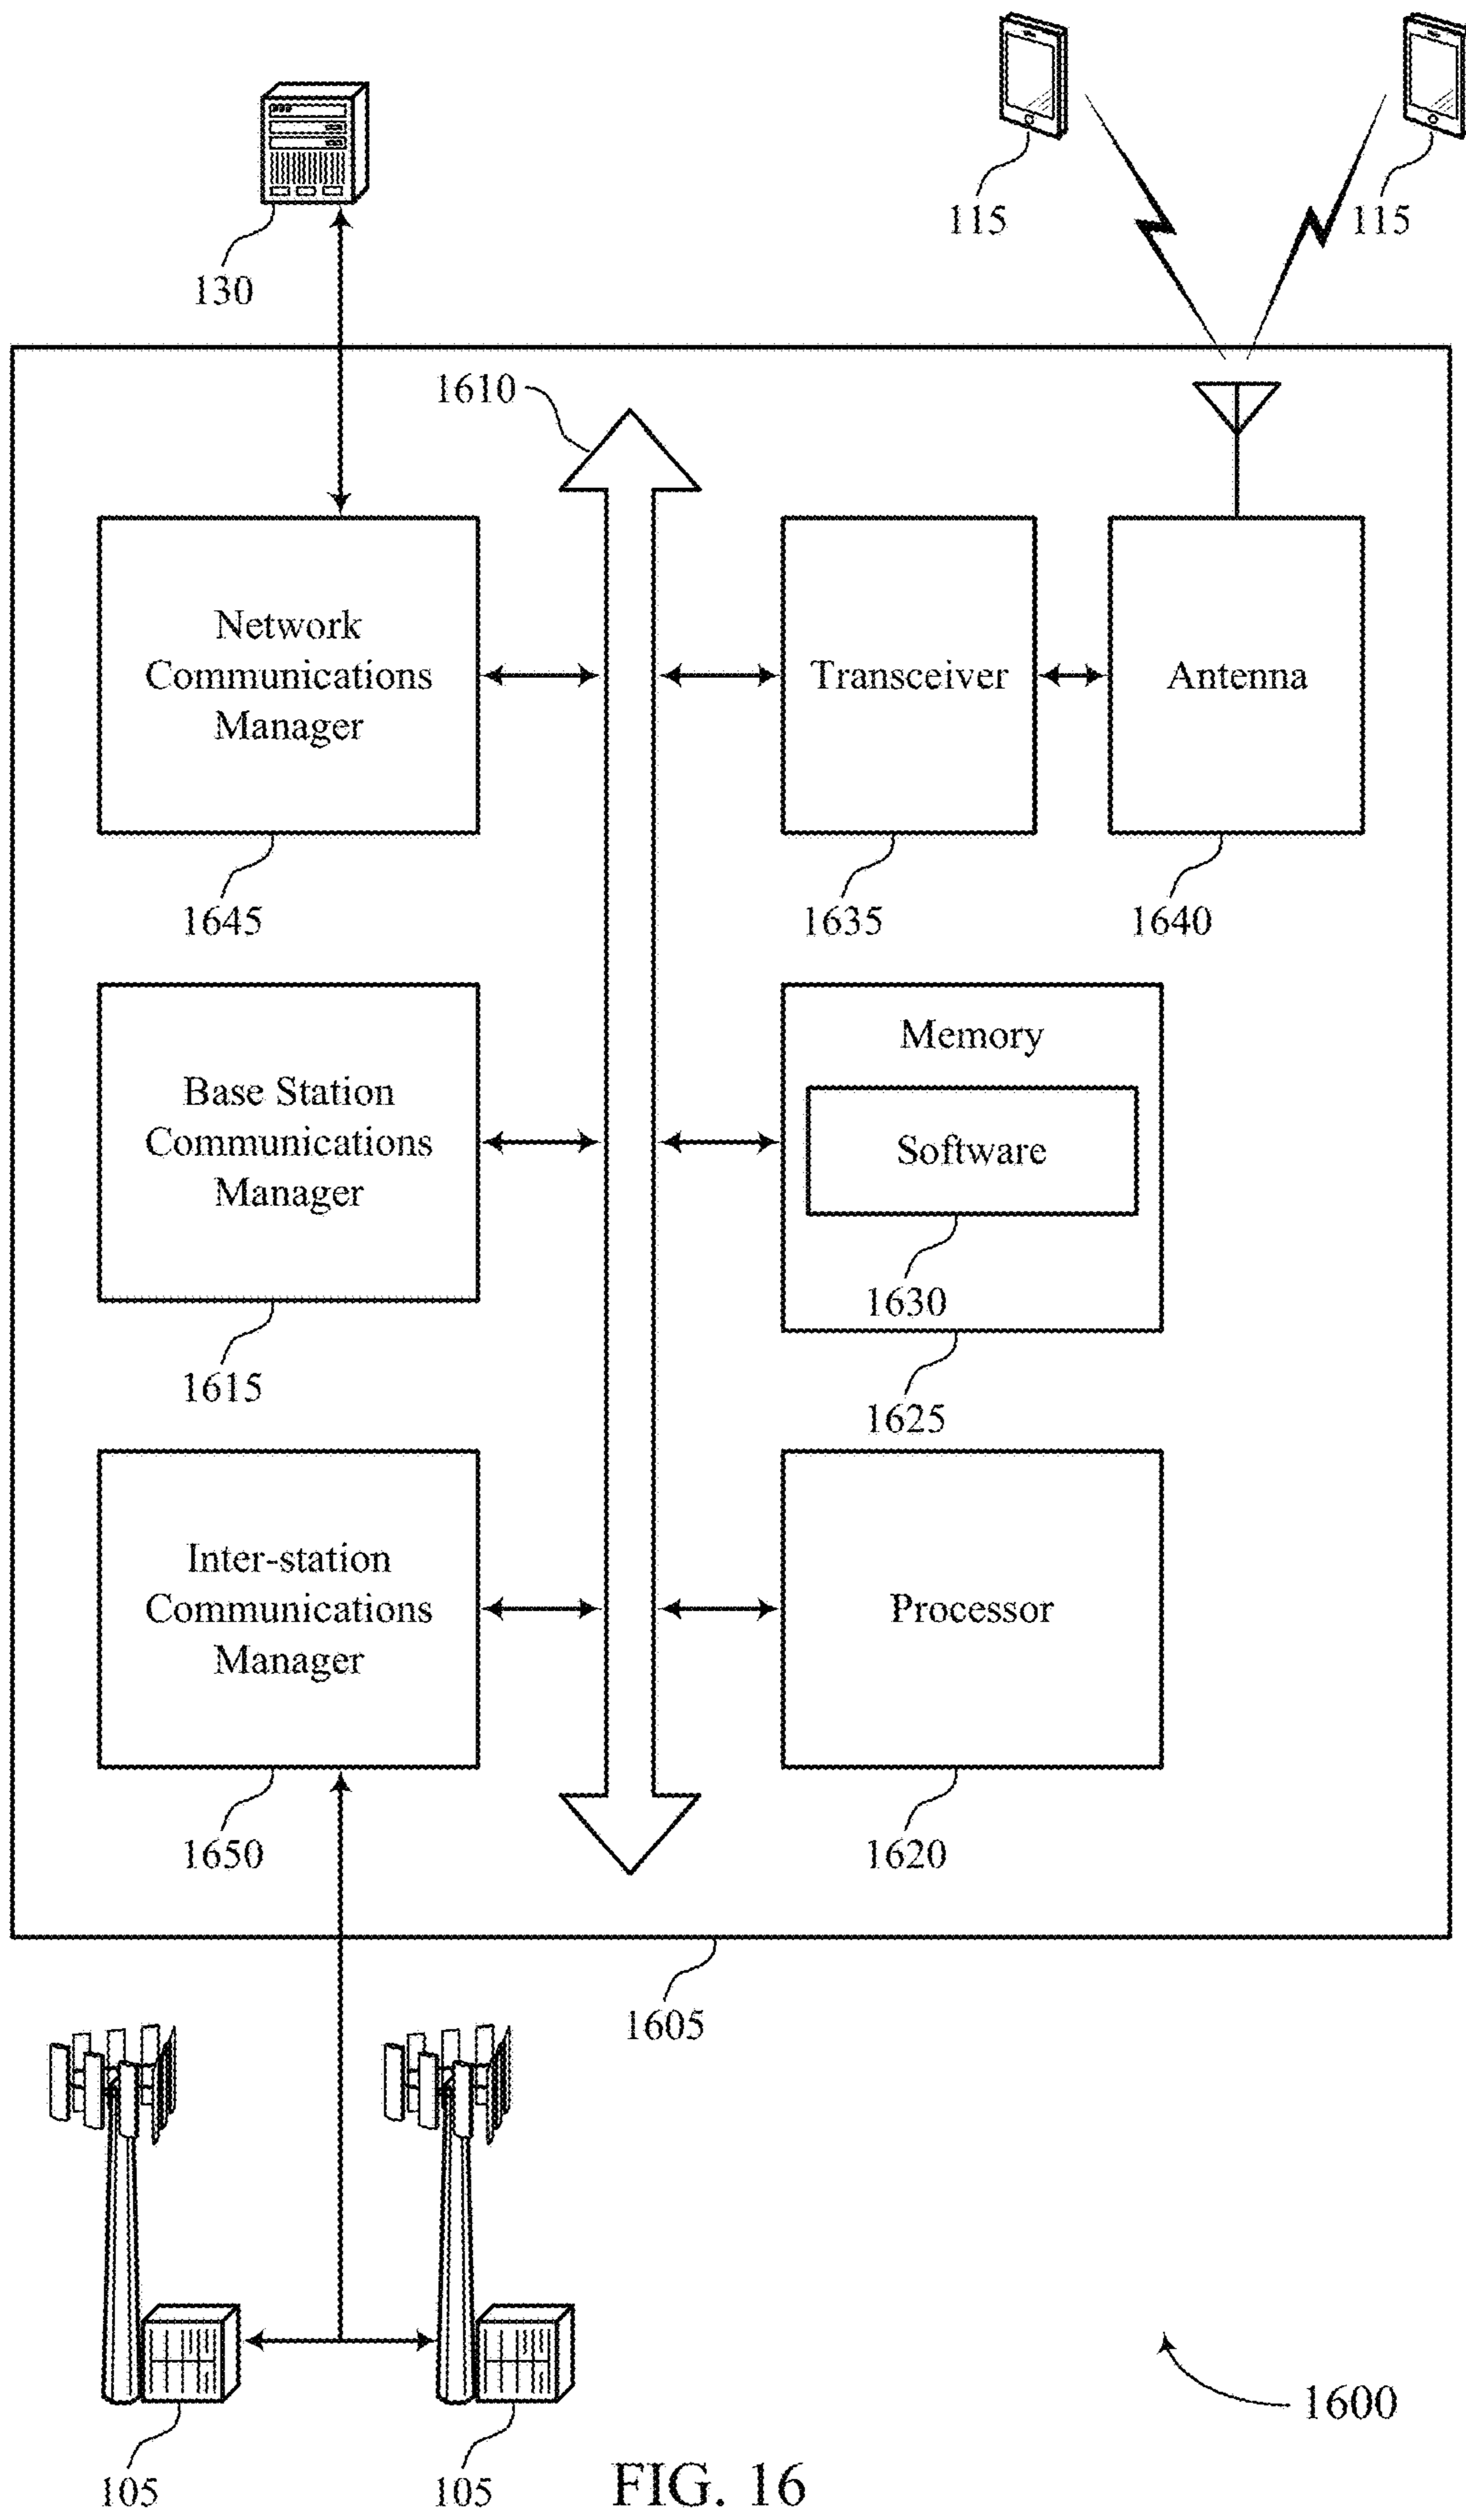 115
115
130
1610
Network
Communications
Manager
Transceiver
Antenna
1645
1635
1640
Base Station
Communications
Manager
Memory
Software
1630
1615
1625
Inter-station
Communications
Manager
Processor
1650
1620
1605
1600
105
105
FIG. 16